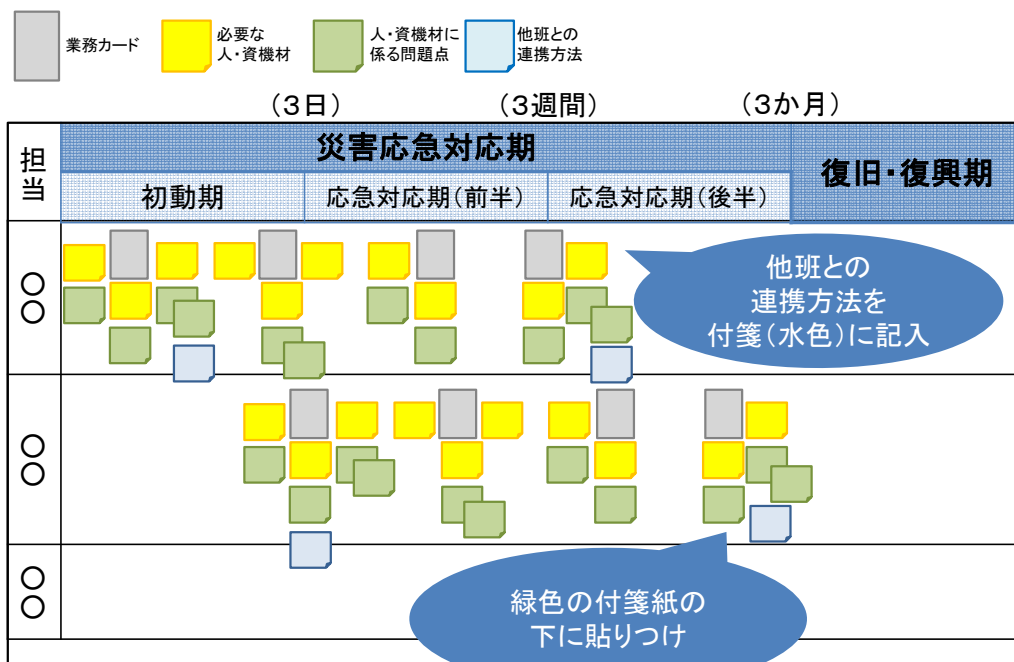 業務カード
必要な
人・資機材
人・資機材に
係る問題点
他班との
連携方法
(3日)
(3週間)
(3か月)
担当
災害応急対応期
復旧・復興期
初動期
応急対応期(前半)
応急対応期(後半)
〇〇
他班との
連携方法を
付箋(水色)に記入
〇〇
〇〇
緑色の付箋紙の
下に貼りつけ